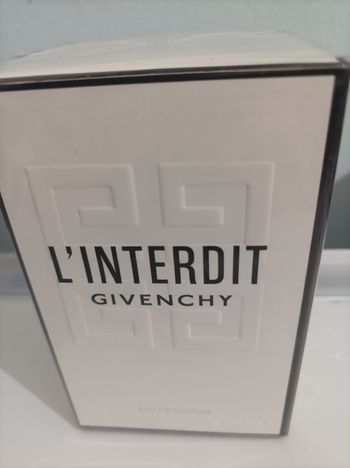 L'INTERDIT
GIVENCHY
EAU DE PARFUM